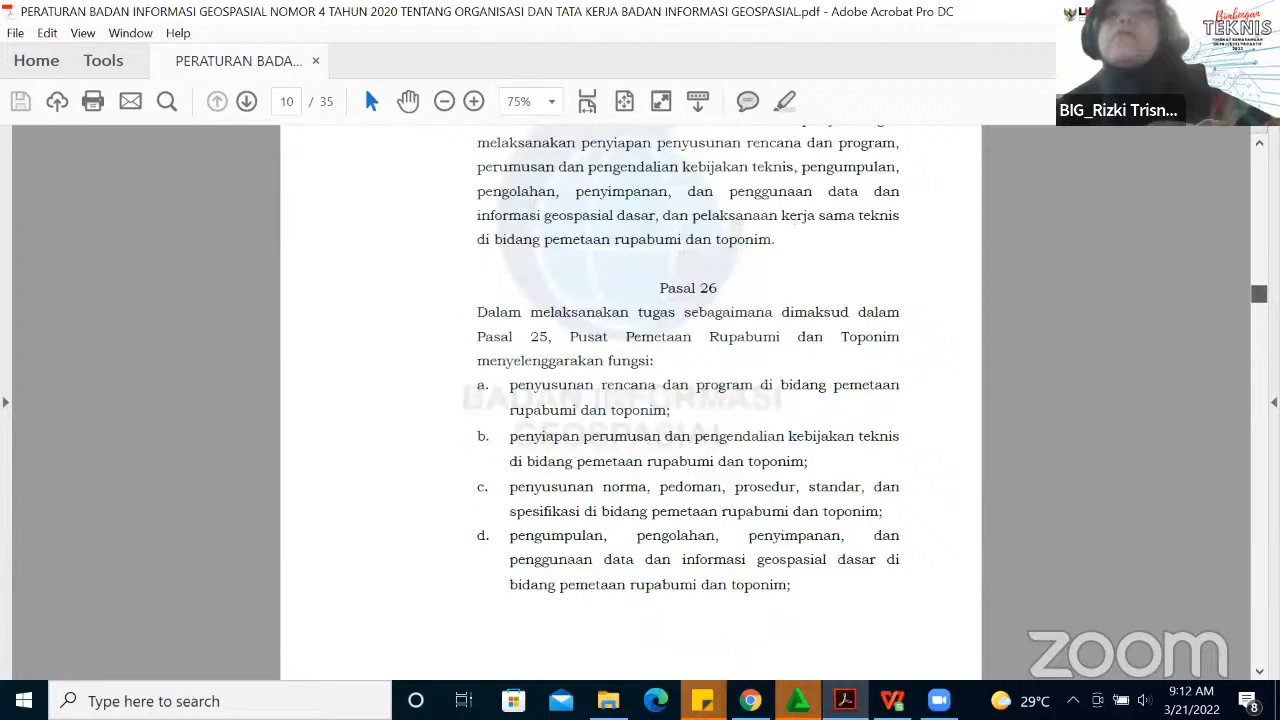 PERATURAN BADAN INFORMASI GEOSPASIAL NOMOR 4 TAHUN 2020 TENTANG ORGANISASI DAN TATA KERJA BADAN INFORMASI GEOSPASIAL.pdf - Adobe Acrobat Pro DC
File Edit View Window Help
Home Tools PERATURAN BADA... ×
10 / 35 75%
Bimbingan
TEKNIS
2022
BIG_Rizki Trisn...
melaksanakan penyiapan penyusunan rencana dan program,
perumusan dan pengendalian kebijakan teknis, pengumpulan,
pengolahan, penyimpanan, dan penggunaan data dan
informasi geospasial dasar, dan pelaksanaan kerja sama teknis
di bidang pemetaan rupabumi dan toponim.
Pasal 26
Dalam melaksanakan tugas sebagaimana dimaksud dalam
Pasal 25, Pusat Pemetaan Rupabumi dan Toponim
menyelenggarakan fungsi:
a. penyusunan rencana dan program di bidang pemetaan
rupabumi dan toponim;
b. penyiapan perumusan dan pengendalian kebijakan teknis
di bidang pemetaan rupabumi dan toponim;
c. penyusunan norma, pedoman, prosedur, standar, dan
spesifikasi di bidang pemetaan rupabumi dan toponim;
d. pengumpulan, pengolahan, penyimpanan, dan
penggunaan data dan informasi geospasial dasar di
bidang pemetaan rupabumi dan toponim;
BADAN INFORMASI
GEOSPASIAL
zoom
Type here to search
29°C
9:12 AM
3/21/2022
8